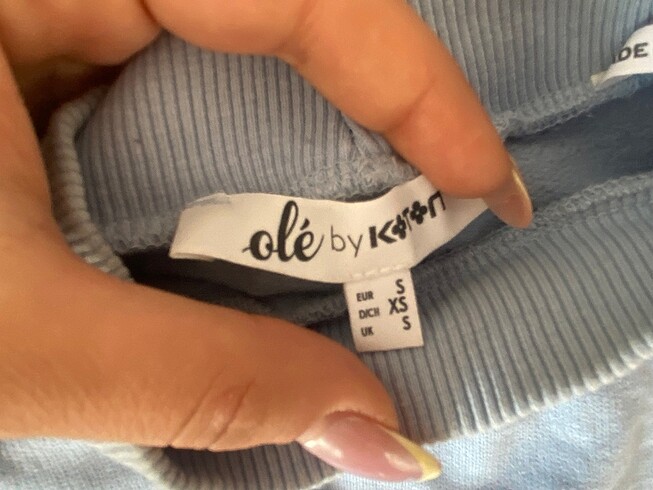 olé by KOTON
EUR S
D/CH XS
UK S